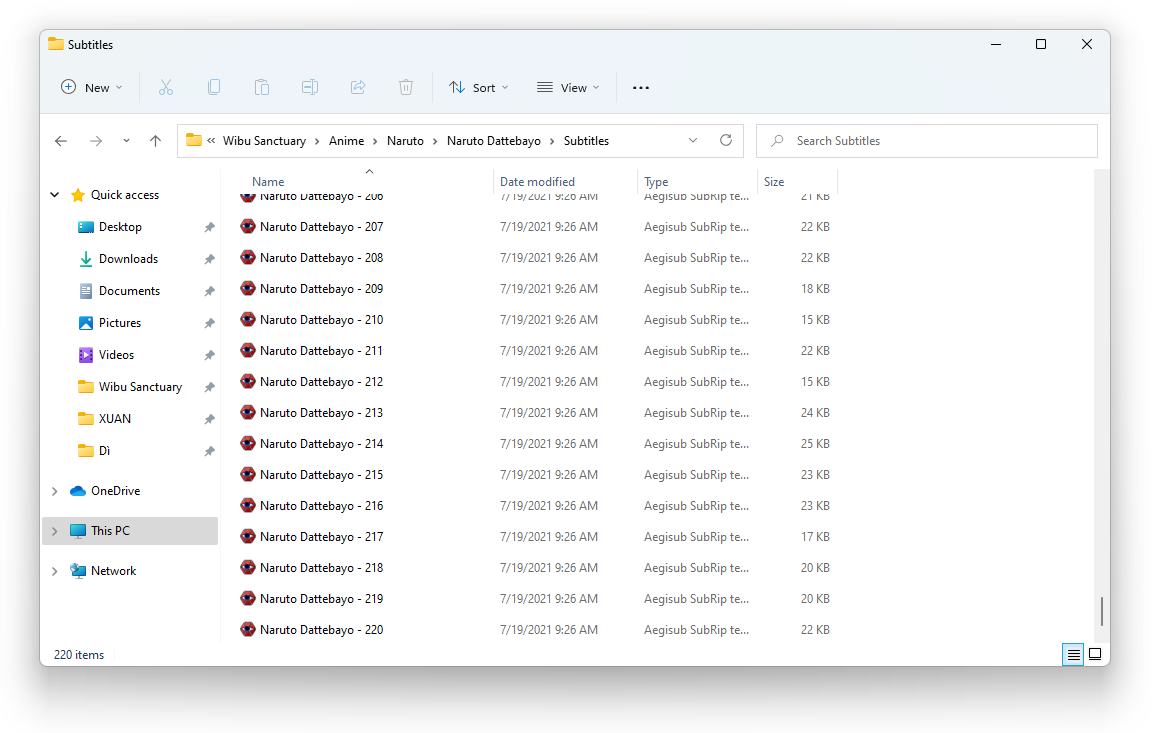 Subtitles
New Sort View
« Wibu Sanctuary > Anime > Naruto > Naruto Dattebayo > Subtitles Search Subtitles
Name Date modified Type Size
Quick access
Desktop
Downloads
Documents
Pictures
Videos
Wibu Sanctuary
XUAN
Dì
OneDrive
This PC
Network
Naruto Dattebayo - 206 7/19/2021 9:26 AM Aegisub SubRip te... 21 KB
Naruto Dattebayo - 207 7/19/2021 9:26 AM Aegisub SubRip te... 22 KB
Naruto Dattebayo - 208 7/19/2021 9:26 AM Aegisub SubRip te... 22 KB
Naruto Dattebayo - 209 7/19/2021 9:26 AM Aegisub SubRip te... 18 KB
Naruto Dattebayo - 210 7/19/2021 9:26 AM Aegisub SubRip te... 15 KB
Naruto Dattebayo - 211 7/19/2021 9:26 AM Aegisub SubRip te... 22 KB
Naruto Dattebayo - 212 7/19/2021 9:26 AM Aegisub SubRip te... 15 KB
Naruto Dattebayo - 213 7/19/2021 9:26 AM Aegisub SubRip te... 24 KB
Naruto Dattebayo - 214 7/19/2021 9:26 AM Aegisub SubRip te... 25 KB
Naruto Dattebayo - 215 7/19/2021 9:26 AM Aegisub SubRip te... 23 KB
Naruto Dattebayo - 216 7/19/2021 9:26 AM Aegisub SubRip te... 23 KB
Naruto Dattebayo - 217 7/19/2021 9:26 AM Aegisub SubRip te... 17 KB
Naruto Dattebayo - 218 7/19/2021 9:26 AM Aegisub SubRip te... 20 KB
Naruto Dattebayo - 219 7/19/2021 9:26 AM Aegisub SubRip te... 20 KB
Naruto Dattebayo - 220 7/19/2021 9:26 AM Aegisub SubRip te... 22 KB
220 items